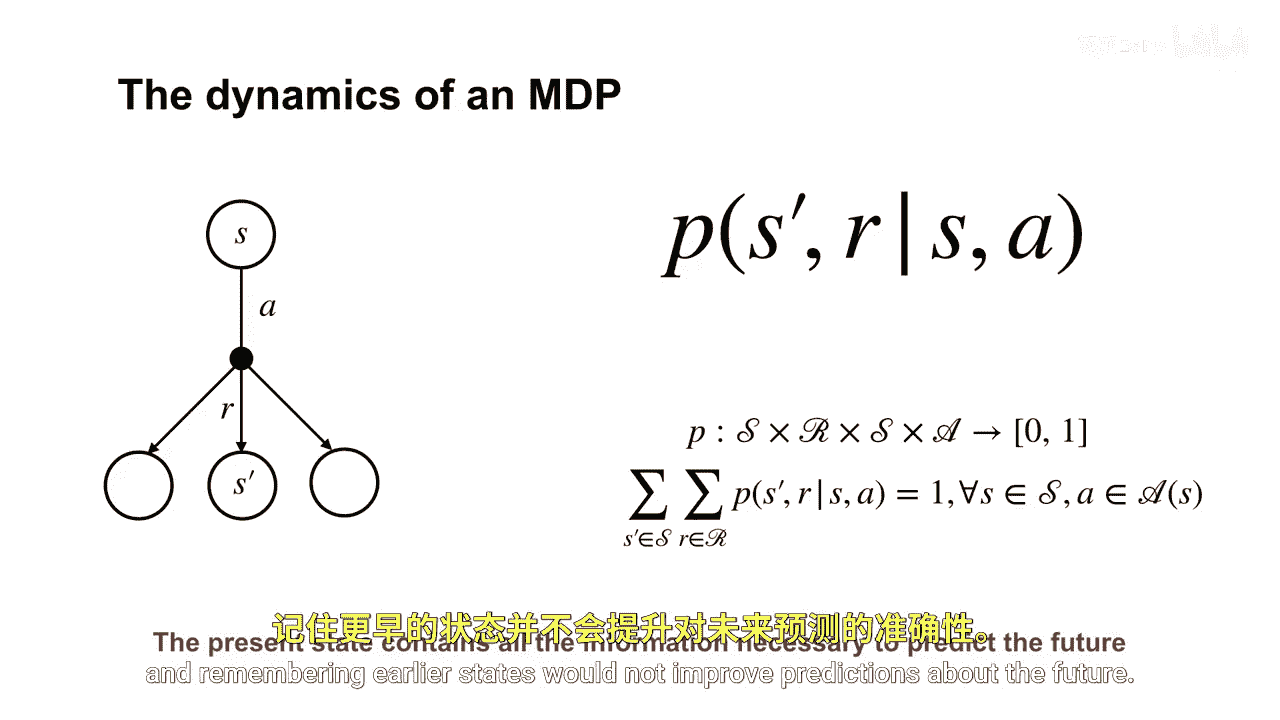 The dynamics of an MDP
s
a
r
s′
p(s′, r | s, a)
p : 𝒮 × ℛ × 𝒮 × 𝒜 → [0, 1]
∑ ∑ p(s′, r | s, a) = 1, ∀s ∈ 𝒮, a ∈ 𝒜(s)
s′∈𝒮 r∈ℛ
记住更早的状态并不会提升对未来预测的准确性。
The present state contains all the information necessary to predict the future
and remembering earlier states would not improve predictions about the future.